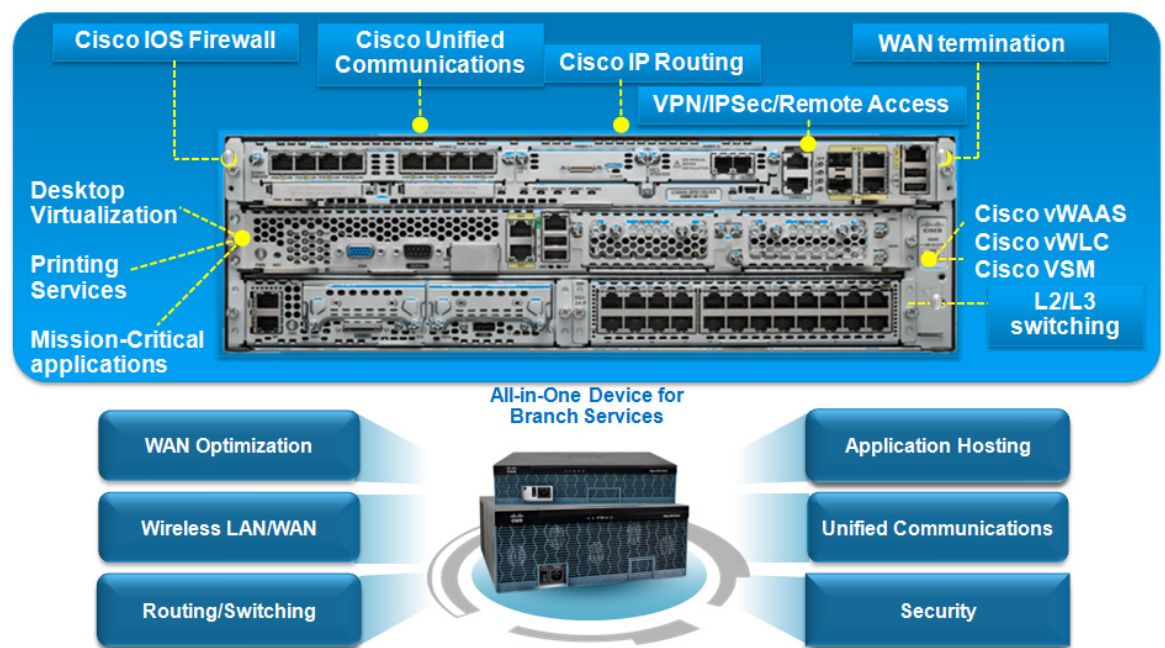 Cisco IOS Firewall
Cisco Unified
Communications
Cisco IP Routing
WAN termination
VPN/IPSec/Remote Access
Desktop
Virtualization
Printing
Services
Mission-Critical
applications
Cisco vWAAS
Cisco vWLC
Cisco VSM
L2/L3
switching
All-in-One Device for
Branch Services
WAN Optimization
Wireless LAN/WAN
Routing/Switching
Application Hosting
Unified Communications
Security